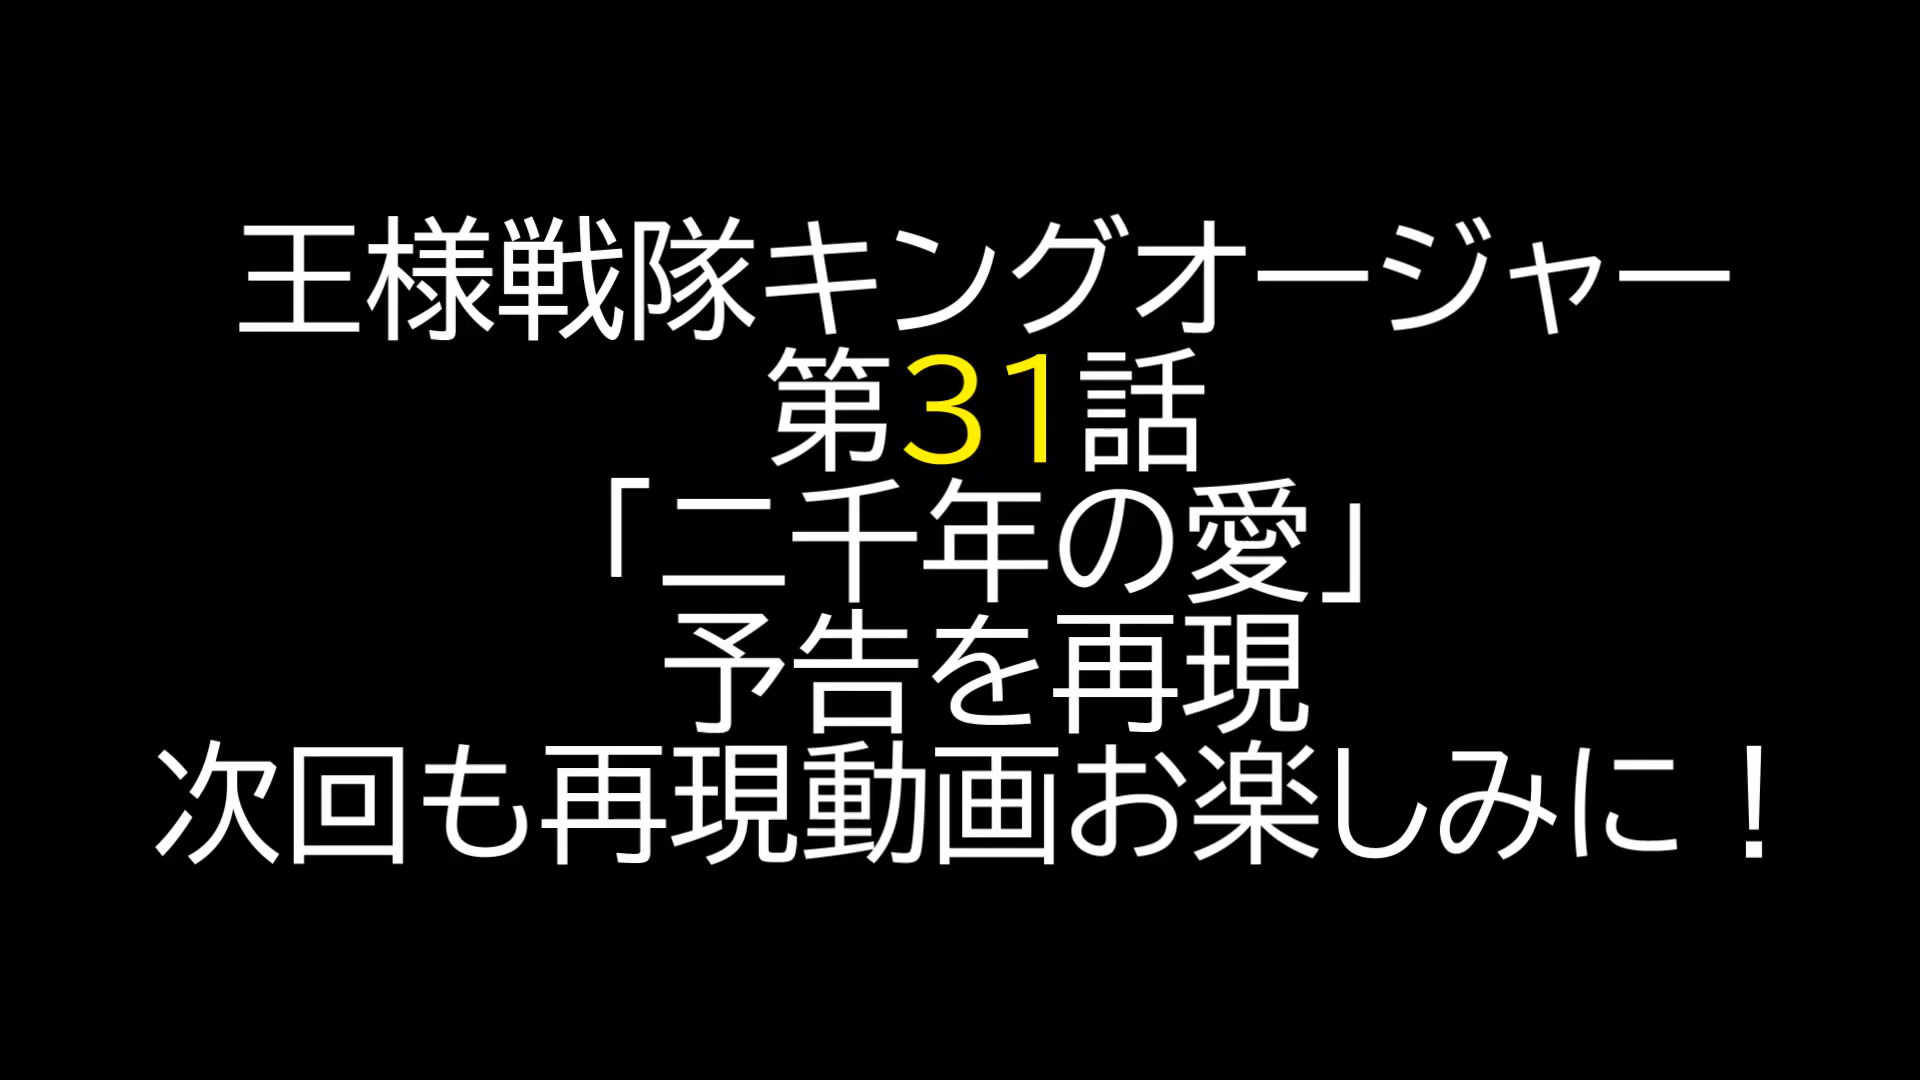 王様戦隊キングオージャー
第31話
「二千年の愛」
予告を再現
次回も再現動画お楽しみに！